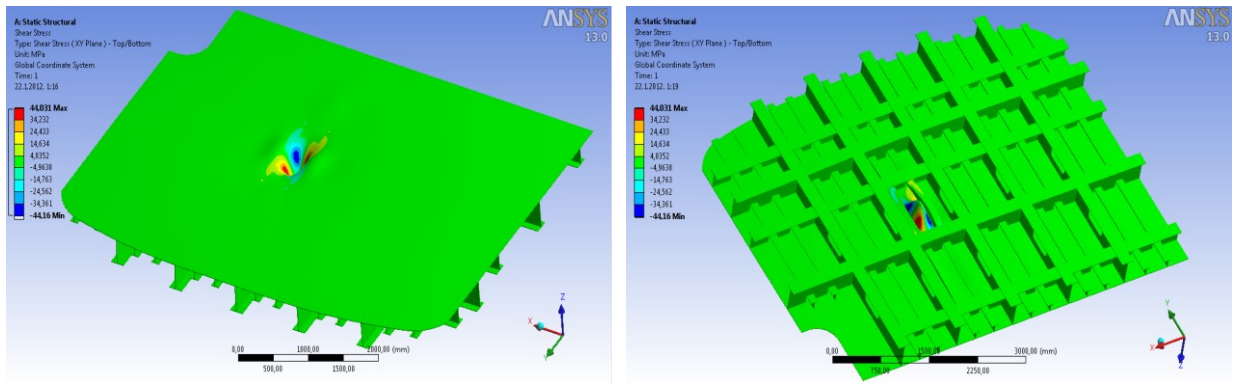 A: Static Structural
Shear Stress
Type: Shear Stress ( XY Plane ) - Top/Bottom
Unit: MPa
Global Coordinate System
Time: 1
22.1.2012. 1:16
44,831 Max
34,232
24,433
14,634
4,8352
-4,9638
-14,763
-24,562
-34,361
-44,16 Min
ANSYS
13.0
Z
X
Y
0,00 1000,00 2000,00 (mm)
500,00 1500,00
A: Static Structural
Shear Stress
Type: Shear Stress ( XY Plane ) - Top/Bottom
Unit: MPa
Global Coordinate System
Time: 1
22.1.2012. 1:19
44,831 Max
34,232
24,433
14,634
4,8352
-4,9638
-14,763
-24,562
-34,361
-44,16 Min
ANSYS
13.0
Y
X
Z
0,00 1500,00 3000,00 (mm)
750,00 2250,00